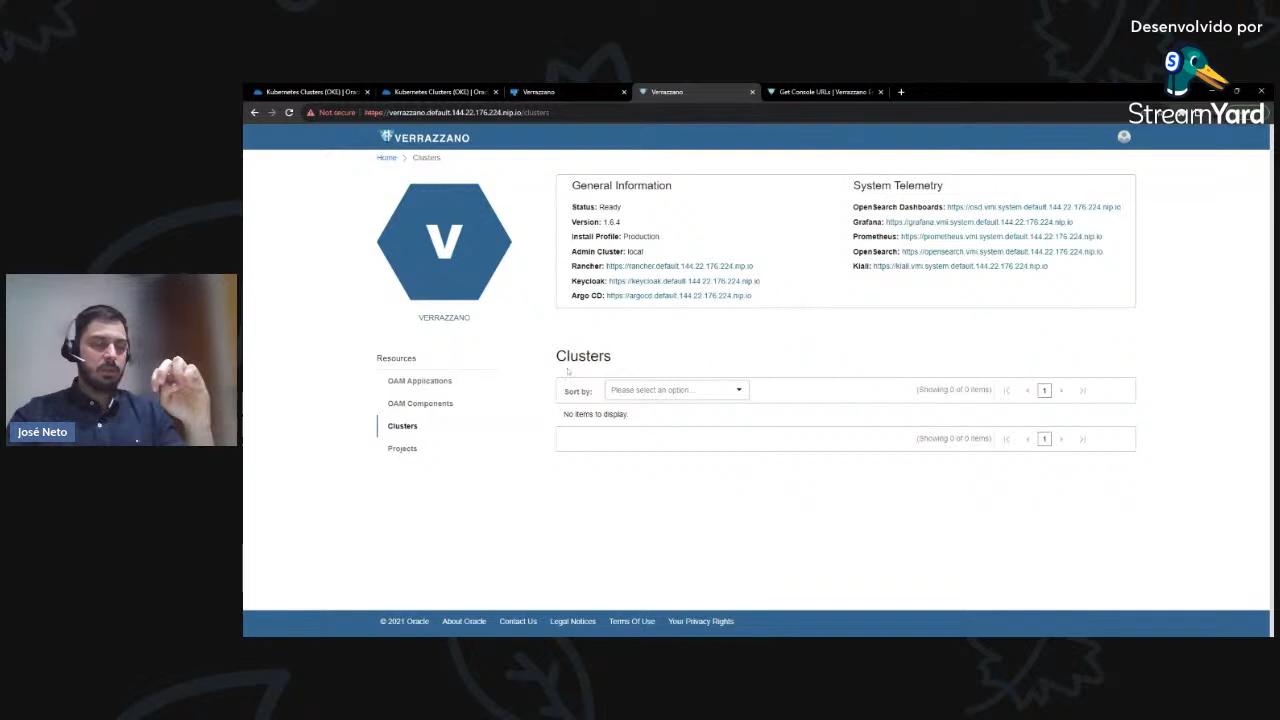 Desenvolvido por
S
StreamYard
Kubernetes Clusters (OKE) | Orac
Kubernetes Clusters (OKE) | Orac
Verrazzano
Verrazzano
Get Console URLs | Verrazzano E
Not secure https://verrazzano.default.144.22.176.224.nip.io/clusters
VERRAZZANO
Home > Clusters
V
VERRAZZANO
General Information
Status: Ready
Version: 1.6.4
Install Profile: Production
Admin Cluster: local
Rancher: https://rancher.default.144.22.176.224.nip.io
Keycloak: https://keycloak.default.144.22.176.224.nip.io
Argo CD: https://argocd.default.144.22.176.224.nip.io
System Telemetry
OpenSearch Dashboards: https://osd.vmi.system.default.144.22.176.224.nip.io
Grafana: https://grafana.vmi.system.default.144.22.176.224.nip.io
Prometheus: https://prometheus.vmi.system.default.144.22.176.224.nip.io
OpenSearch: https://opensearch.vmi.system.default.144.22.176.224.nip.io
Kiali: https://kiali.vmi.system.default.144.22.176.224.nip.io
Resources
OAM Applications
OAM Components
Clusters
Projects
Clusters
Sort by: Please select an option... (Showing 0 of 0 items) 1
No items to display.
(Showing 0 of 0 items) 1
José Neto
© 2021 Oracle About Oracle Contact Us Legal Notices Terms Of Use Your Privacy Rights